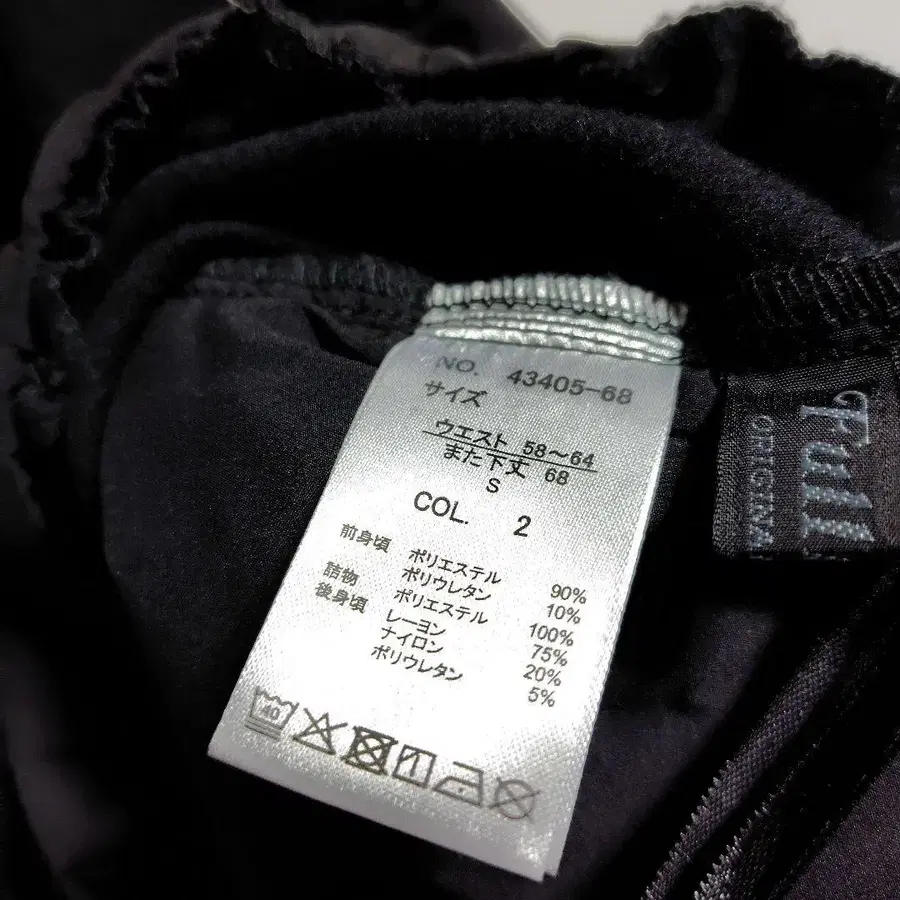 NO. 43405-68
サイズ
ウエスト 58～64
また下丈 68
S
COL. 2
前身頃 ポリエステル 90%
ポリウレタン 10%
詰物 ポリエステル 100%
後身頃 レーヨン 75%
ナイロン 20%
ポリウレタン 5%
40
Full
ORIGINA